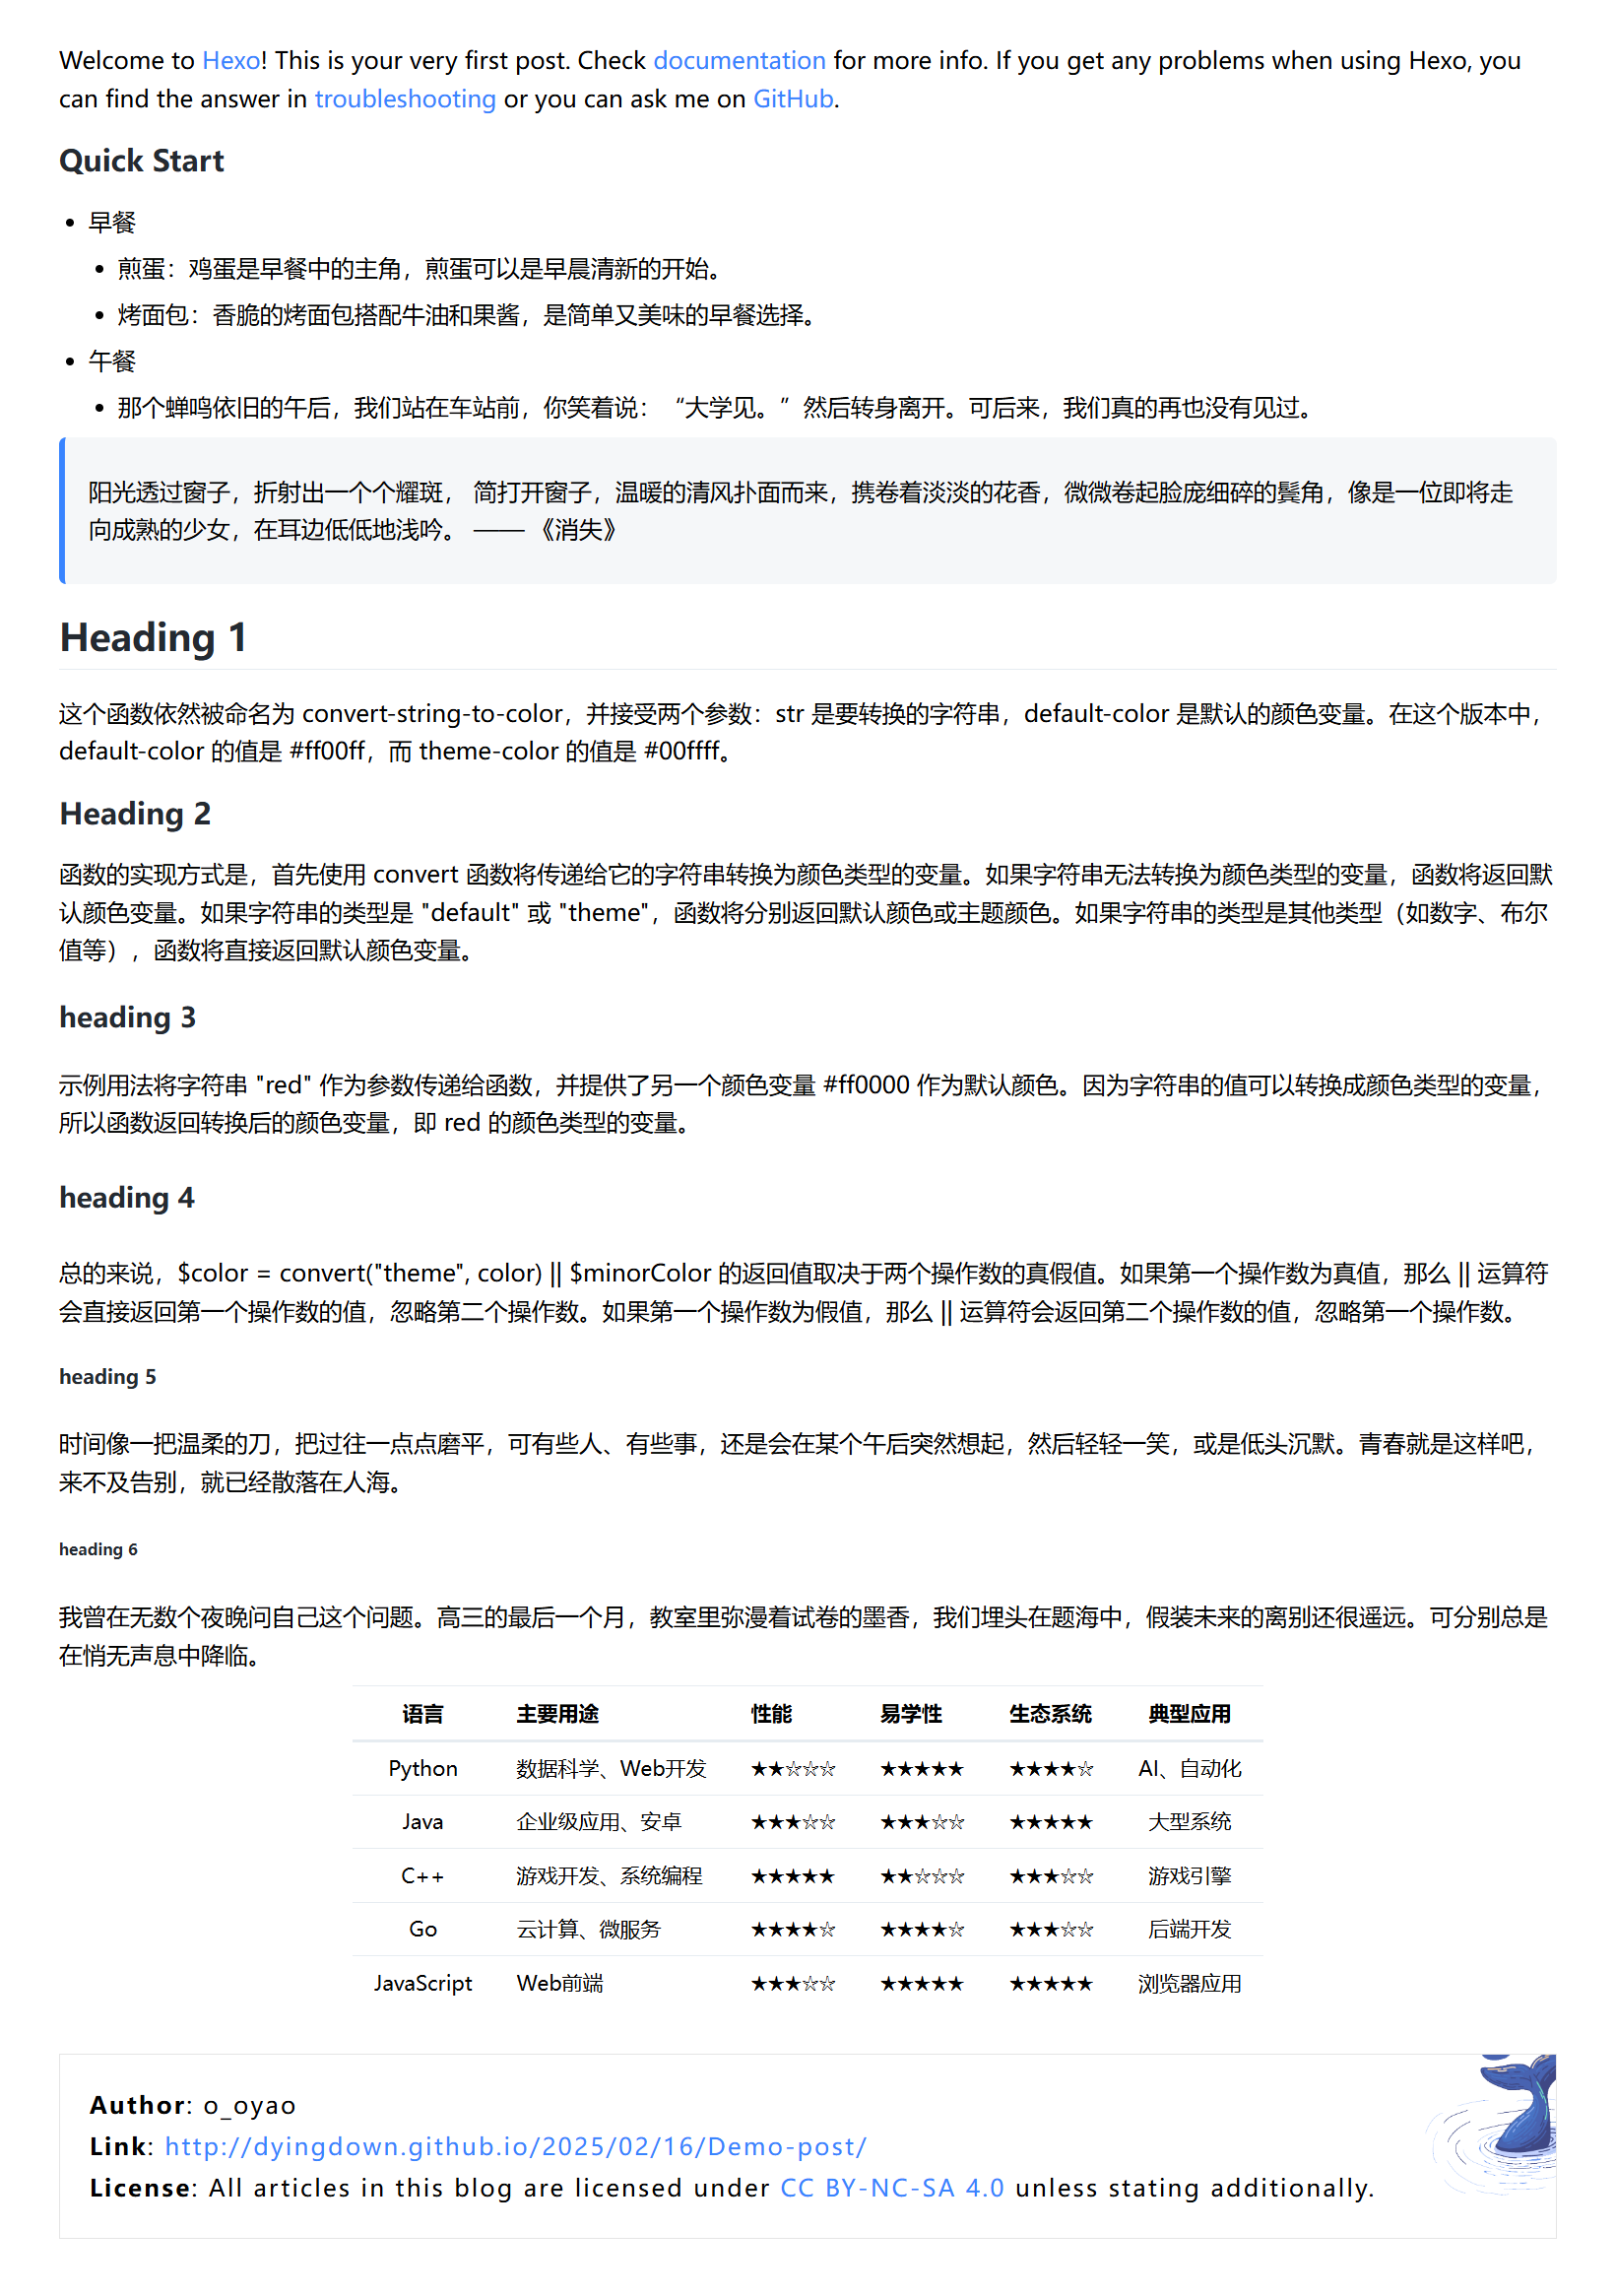 Welcome to Hexo! This is your very first post. Check documentation for more info. If you get any problems when using Hexo, you
can find the answer in troubleshooting or you can ask me on GitHub.
Quick Start
早餐
煎蛋：鸡蛋是早餐中的主角，煎蛋可以是早晨清新的开始。
烤面包：香脆的烤面包搭配牛油和果酱，是简单又美味的早餐选择。
午餐
那个蝉鸣依旧的午后，我们站在车站前，你笑着说：“大学见。”然后转身离开。可后来，我们真的再也没有见过。
阳光透过窗子，折射出一个个耀斑， 简打开窗子，温暖的清风扑面而来，携卷着淡淡的花香，微微卷起脸庞细碎的鬓角，像是一位即将走
向成熟的少女，在耳边低低地浅吟。 —— 《消失》
Heading 1
这个函数依然被命名为 convert-string-to-color，并接受两个参数：str 是要转换的字符串，default-color 是默认的颜色变量。在这个版本中，
default-color 的值是 #ff00ff，而 theme-color 的值是 #00ffff。
Heading 2
函数的实现方式是，首先使用 convert 函数将传递给它的字符串转换为颜色类型的变量。如果字符串无法转换为颜色类型的变量，函数将返回默
认颜色变量。如果字符串的类型是 "default" 或 "theme"，函数将分别返回默认颜色或主题颜色。如果字符串的类型是其他类型（如数字、布尔
值等），函数将直接返回默认颜色变量。
heading 3
示例用法将字符串 "red" 作为参数传递给函数，并提供了另一个颜色变量 #ff0000 作为默认颜色。因为字符串的值可以转换成颜色类型的变量，
所以函数返回转换后的颜色变量，即 red 的颜色类型的变量。
heading 4
总的来说，$color = convert("theme", color) || $minorColor 的返回值取决于两个操作数的真假值。如果第一个操作数为真值，那么 || 运算符
会直接返回第一个操作数的值，忽略第二个操作数。如果第一个操作数为假值，那么 || 运算符会返回第二个操作数的值，忽略第一个操作数。
heading 5
时间像一把温柔的刀，把过往一点点磨平，可有些人、有些事，还是会在某个午后突然想起，然后轻轻一笑，或是低头沉默。青春就是这样吧，
来不及告别，就已经散落在人海。
heading 6
我曾在无数个夜晚问自己这个问题。高三的最后一个月，教室里弥漫着试卷的墨香，我们埋头在题海中，假装未来的离别还很遥远。可分别总是
在悄无声息中降临。
语言 主要用途 性能 易学性 生态系统 典型应用
Python 数据科学、Web开发 ★★☆☆☆ ★★★★★ ★★★★☆ AI、自动化
Java 企业级应用、安卓 ★★★☆☆ ★★★☆☆ ★★★★★ 大型系统
C++ 游戏开发、系统编程 ★★★★★ ★★☆☆☆ ★★★☆☆ 游戏引擎
Go 云计算、微服务 ★★★★☆ ★★★★☆ ★★★☆☆ 后端开发
JavaScript Web前端 ★★★☆☆ ★★★★★ ★★★★★ 浏览器应用
Author: o_oyao
Link: http://dyingdown.github.io/2025/02/16/Demo-post/
License: All articles in this blog are licensed under CC BY-NC-SA 4.0 unless stating additionally.